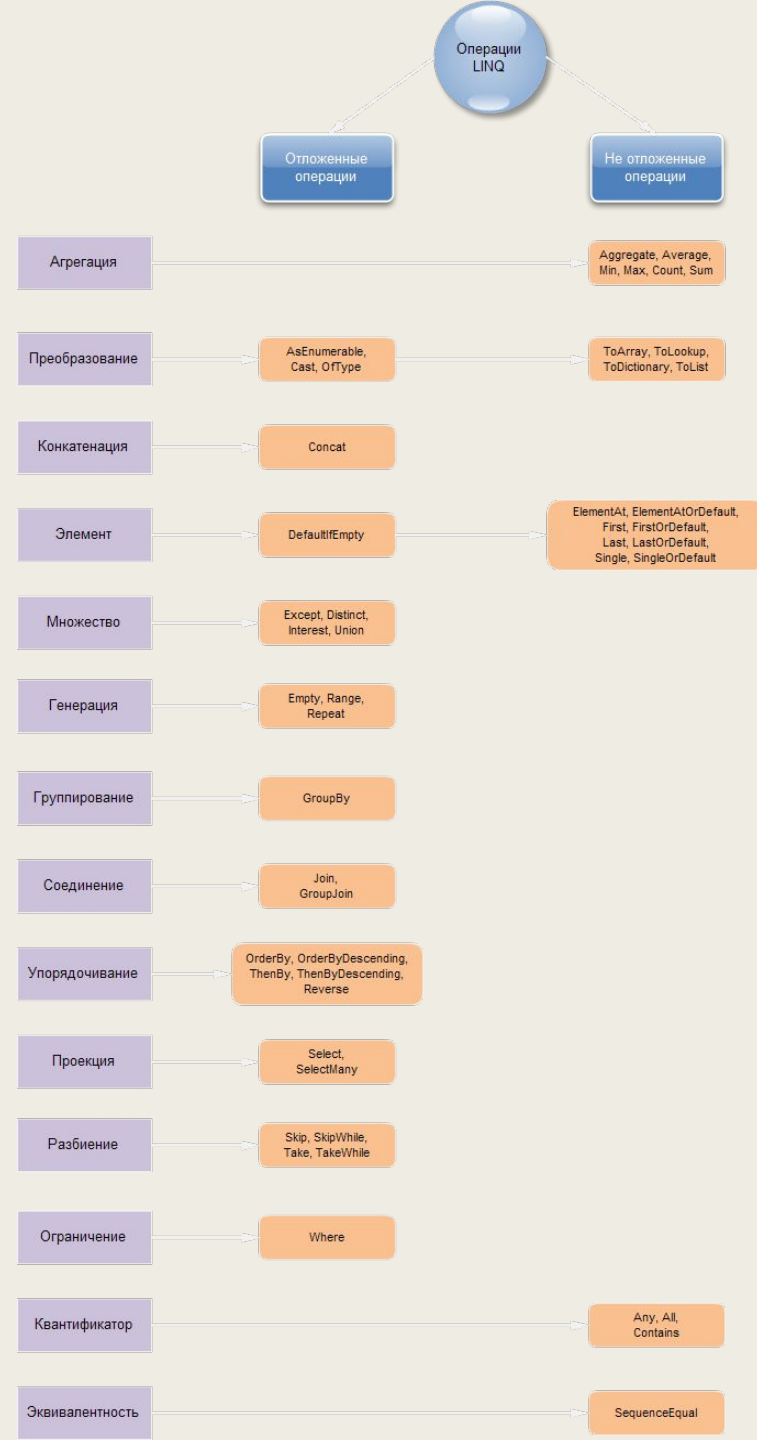 Операции
LINQ
Отложенные
операции
Не отложенные
операции
Агрегация
Aggregate, Average,
Min, Max, Count, Sum
Преобразование
AsEnumerable,
Cast, OfType
ToArray, ToLookup,
ToDictionary, ToList
Конкатенация
Concat
Элемент
DefaultIfEmpty
ElementAt, ElementAtOrDefault,
First, FirstOrDefault,
Last, LastOrDefault,
Single, SingleOrDefault
Множество
Except, Distinct,
Interest, Union
Генерация
Empty, Range,
Repeat
Группирование
GroupBy
Соединение
Join,
GroupJoin
Упорядочивание
OrderBy, OrderByDescending,
ThenBy, ThenByDescending,
Reverse
Проекция
Select,
SelectMany
Разбиение
Skip, SkipWhile,
Take, TakeWhile
Ограничение
Where
Квантификатор
Any, All,
Contains
Эквивалентность
SequenceEqual